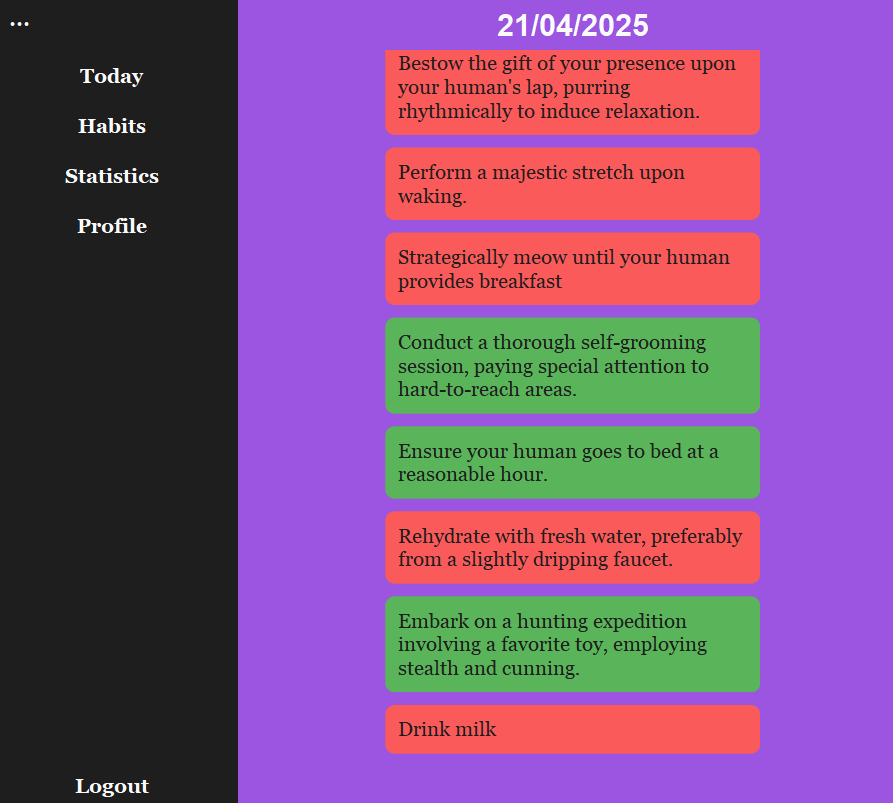 ...
Today
Habits
Statistics
Profile
Logout
21/04/2025
Bestow the gift of your presence upon
your human's lap, purring
rhythmically to induce relaxation.
Perform a majestic stretch upon
waking.
Strategically meow until your human
provides breakfast
Conduct a thorough self-grooming
session, paying special attention to
hard-to-reach areas.
Ensure your human goes to bed at a
reasonable hour.
Rehydrate with fresh water, preferably
from a slightly dripping faucet.
Embark on a hunting expedition
involving a favorite toy, employing
stealth and cunning.
Drink milk